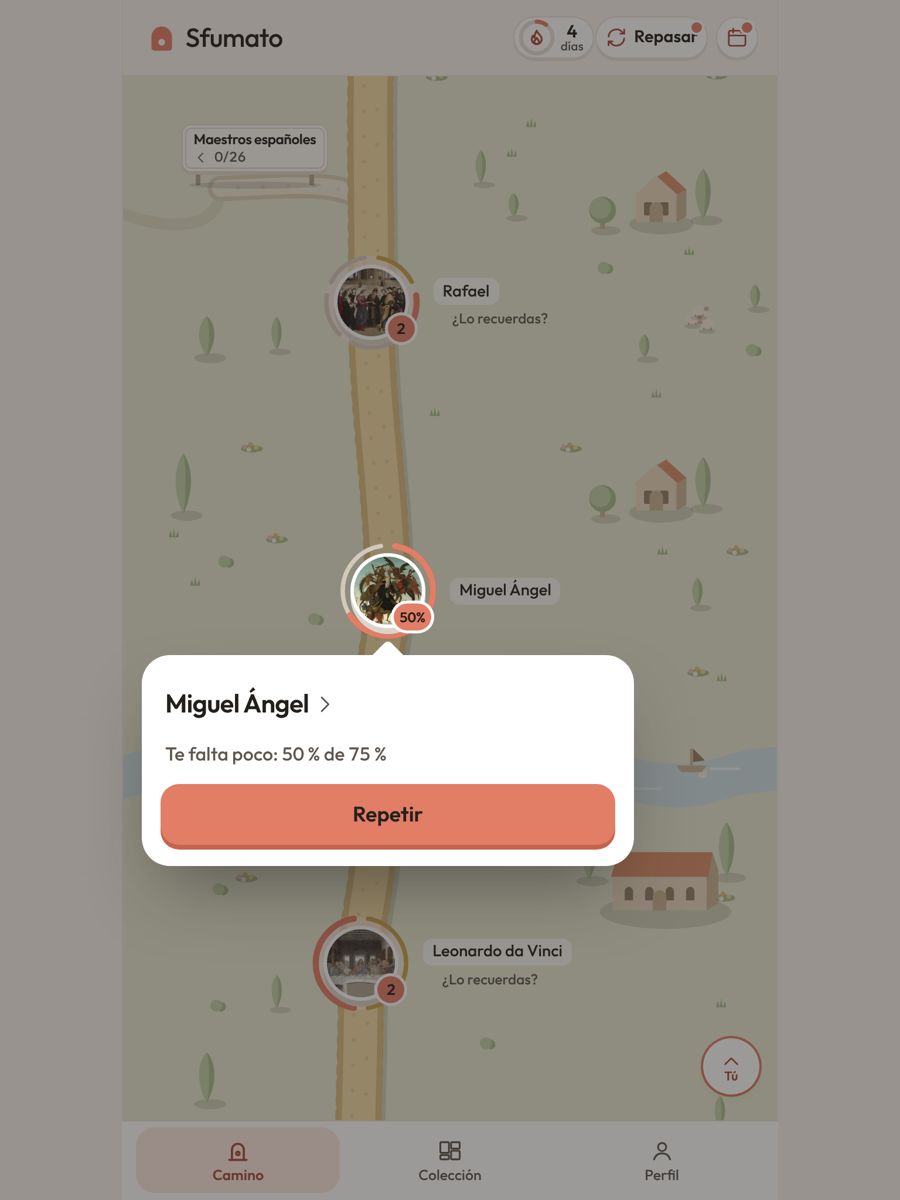 Sfumato
4
días
Repasar
Maestros españoles
0/26
Rafael
2
¿Lo recuerdas?
50%
Miguel Ángel
Miguel Ángel
Te falta poco: 50 % de 75 %
Repetir
Leonardo da Vinci
2
¿Lo recuerdas?
Tú
Camino
Colección
Perfil